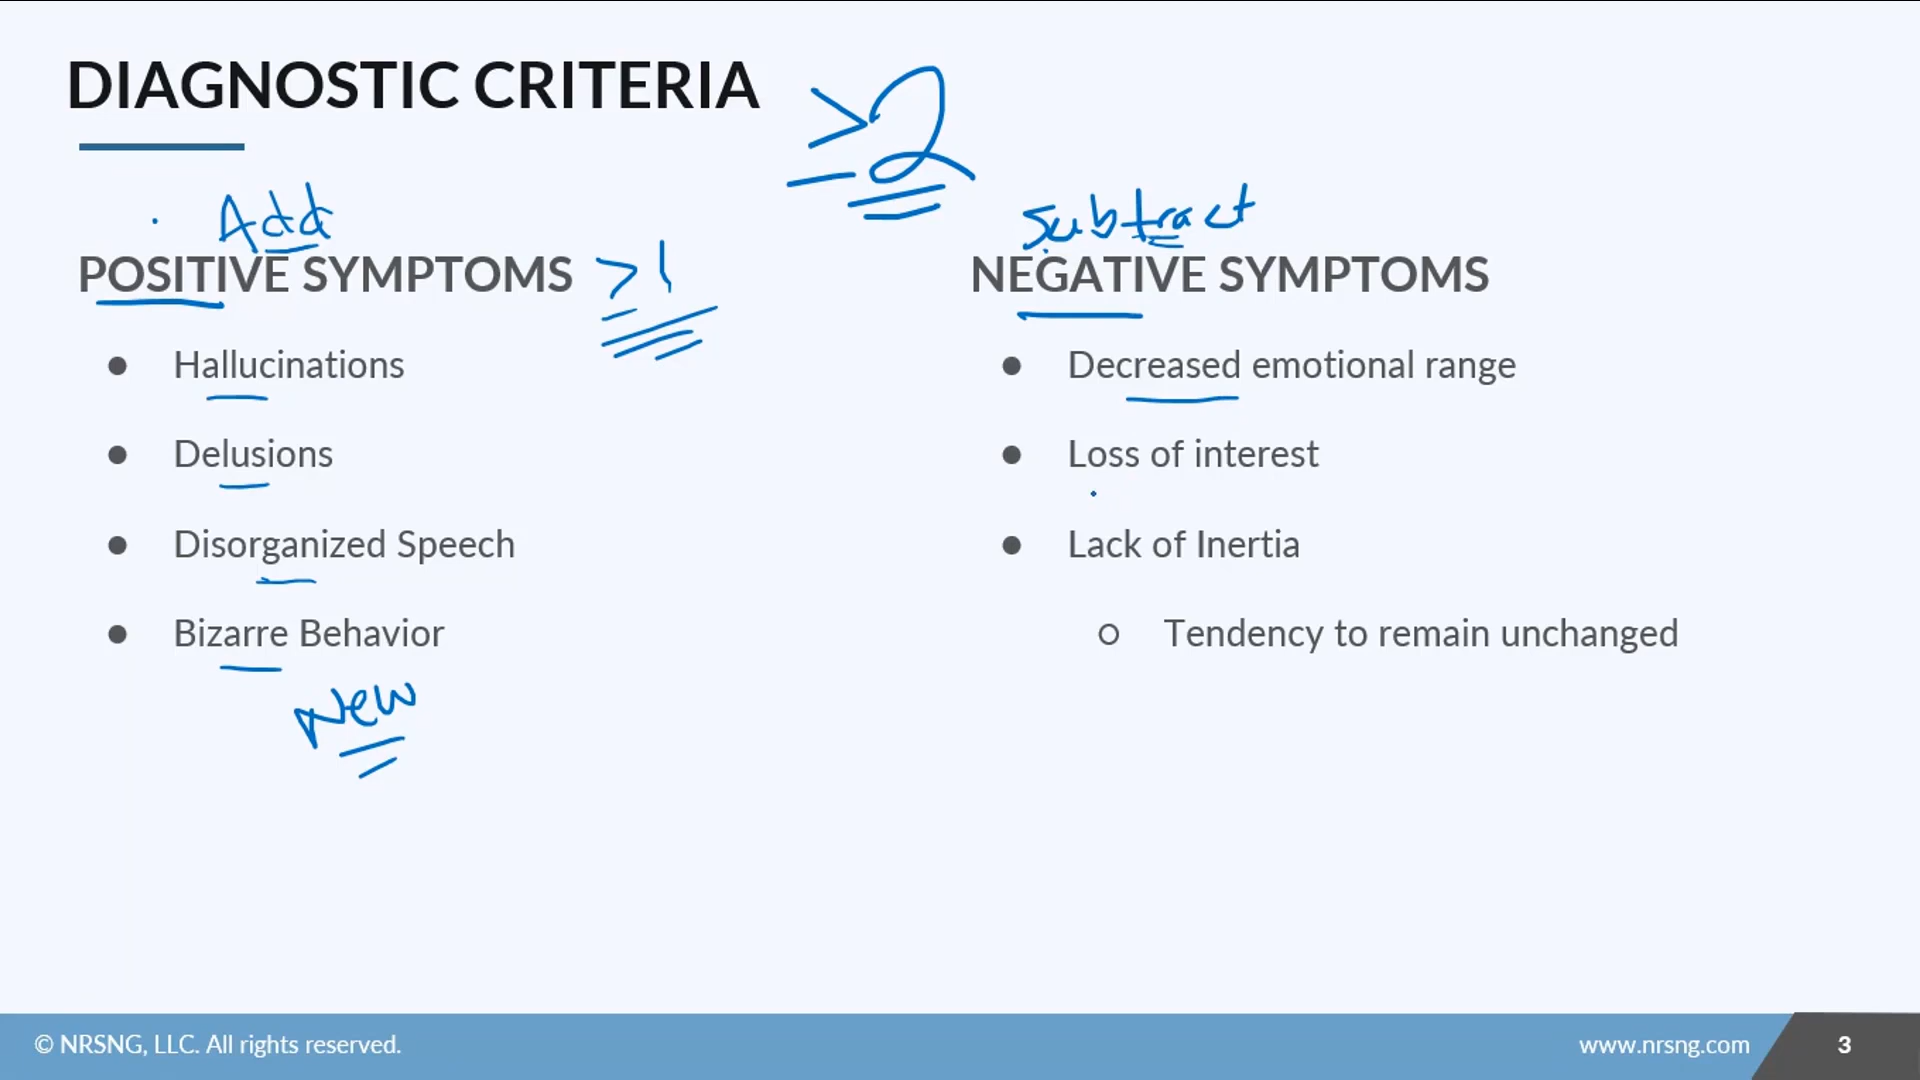 DIAGNOSTIC CRITERIA
≥2
Add
POSITIVE SYMPTOMS ≥1
● Hallucinations
● Delusions
● Disorganized Speech
● Bizarre Behavior
New
Subtract
NEGATIVE SYMPTOMS
● Decreased emotional range
● Loss of interest
● Lack of Inertia
○ Tendency to remain unchanged
© NRSNG, LLC. All rights reserved.
www.nrsng.com
3